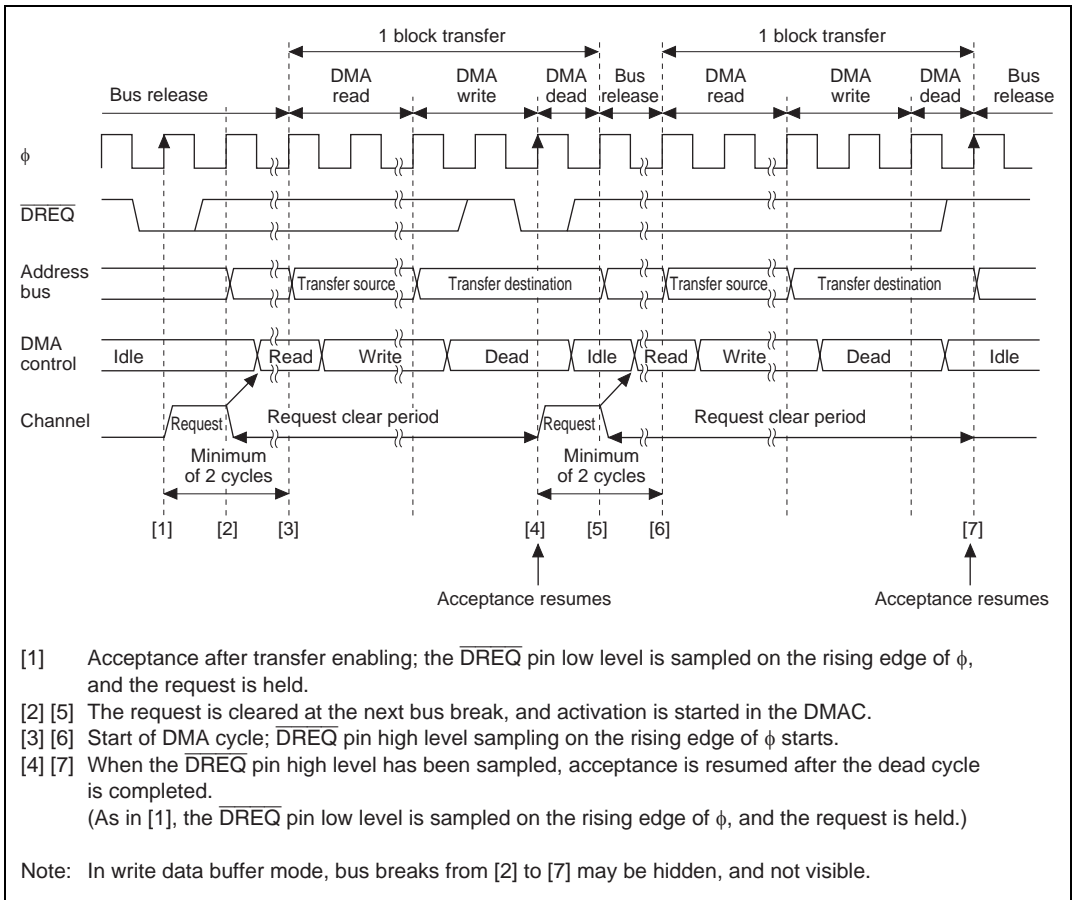 1 block transfer 1 block transfer
DMA DMA DMA Bus DMA DMA DMA Bus
Bus release read write dead release read write dead release
φ
DREQ
Address
bus
Transfer source Transfer destination Transfer source Transfer destination
DMA
control
Idle Read Write Dead Idle Read Write Dead Idle
Channel Request Request clear period Request Request clear period
Minimum Minimum
of 2 cycles of 2 cycles
[1] [2] [3] [4] [5] [6] [7]
Acceptance resumes Acceptance resumes
[1] Acceptance after transfer enabling; the DREQ pin low level is sampled on the rising edge of φ,
and the request is held.
[2] [5] The request is cleared at the next bus break, and activation is started in the DMAC.
[3] [6] Start of DMA cycle; DREQ pin high level sampling on the rising edge of φ starts.
[4] [7] When the DREQ pin high level has been sampled, acceptance is resumed after the dead cycle
is completed.
(As in [1], the DREQ pin low level is sampled on the rising edge of φ, and the request is held.)
Note: In write data buffer mode, bus breaks from [2] to [7] may be hidden, and not visible.